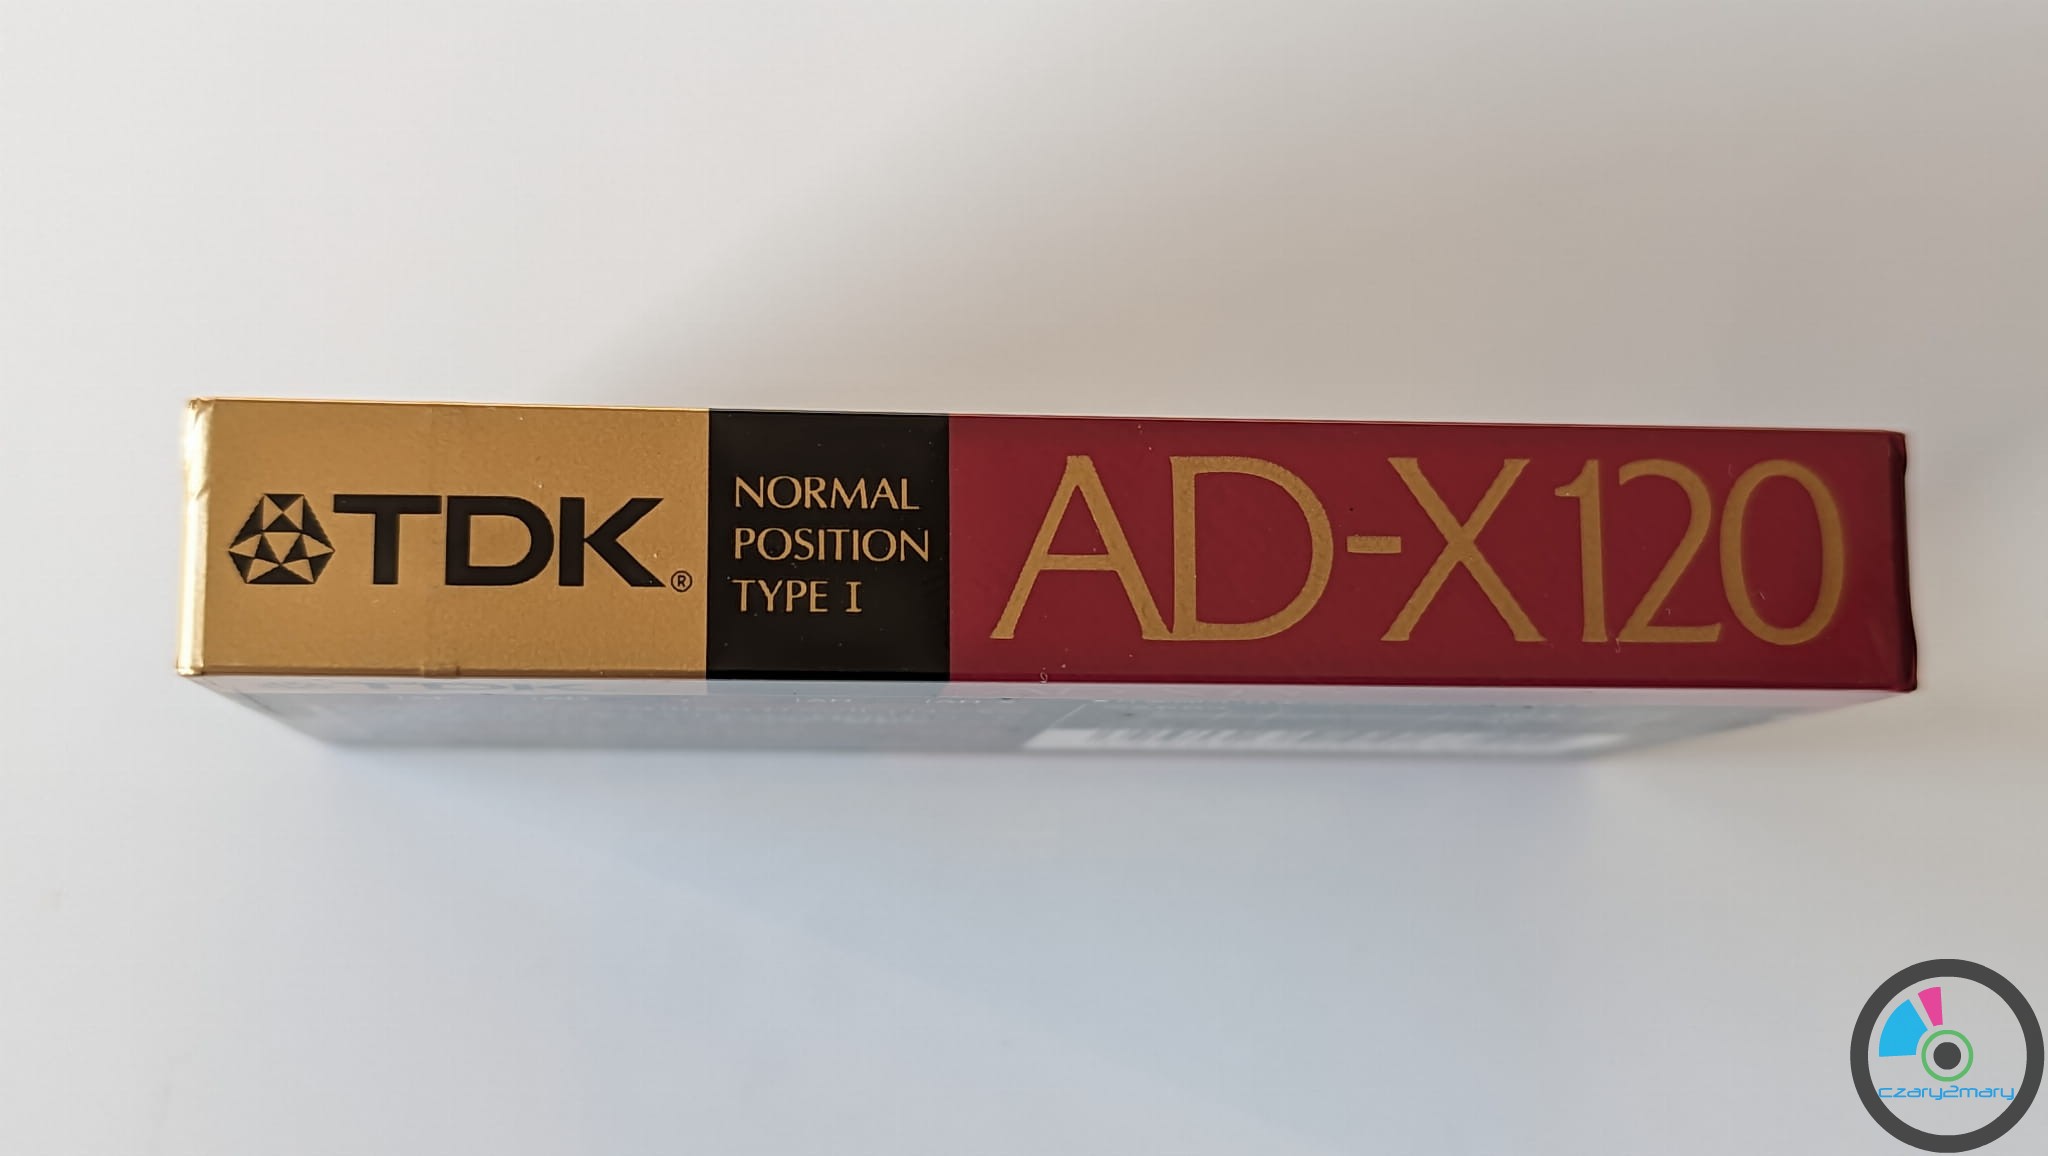 TDK®
NORMAL
POSITION
TYPE I
AD-X120
czary2mary